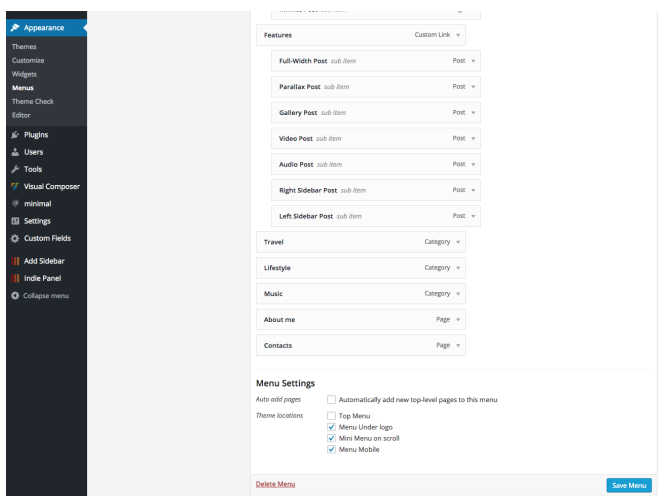 Appearance
Themes
Customize
Widgets
Menus
Theme Check
Editor
Plugins
Users
Tools
Visual Composer
minimal
Settings
Custom Fields
Add Sidebar
Indie Panel
Collapse menu
Features Custom Link
Full-Width Post sub item Post
Parallax Post sub item Post
Gallery Post sub item Post
Video Post sub item Post
Audio Post sub item Post
Right Sidebar Post sub item Post
Left Sidebar Post sub item Post
Travel Category
Lifestyle Category
Music Category
About me Page
Contacts Page
Menu Settings
Auto add pages Automatically add new top-level pages to this menu
Theme locations Top Menu
Menu Under logo
Mini Menu on scroll
Menu Mobile
Delete Menu Save Menu